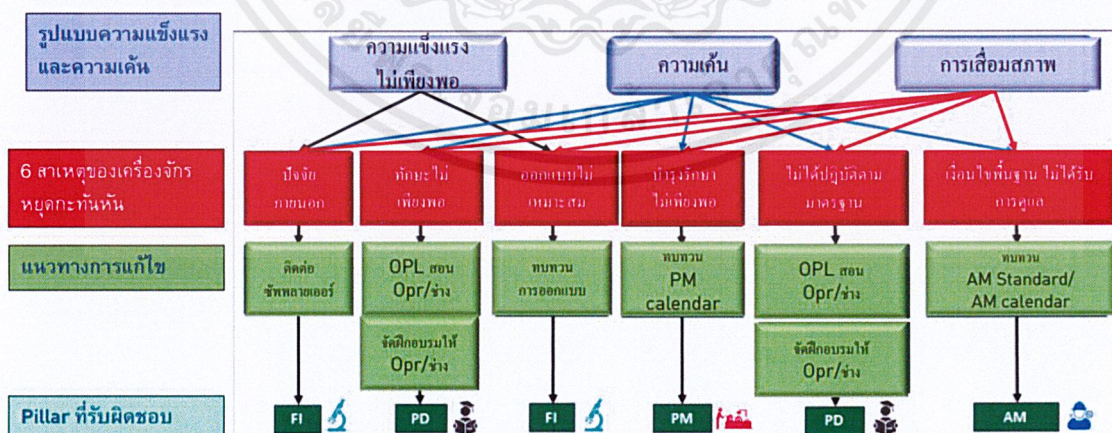 รูปแบบความแข็งแรง
และความเค้น
ความแข็งแรง
ไม่เพียงพอ
ความเค้น
การเสื่อมสภาพ
6 สาเหตุของเครื่องจักร
หยุดกะทันหัน
ปัจจัย
ภายนอก
ทักษะไม่
เพียงพอ
ออกแบบไม่
เหมาะสม
บำรุงรักษา
ไม่เพียงพอ
ไม่ได้ปฏิบัติตาม
มาตรฐาน
เงื่อนไขพื้นฐาน ไม่ได้รับ
การดูแล
แนวทางการแก้ไข
ติดต่อ
ซัพพลายเออร์
OPL สอน
Opr/ช่าง
จัดฝึกอบรมให้
Opr/ช่าง
ทบทวน
การออกแบบ
ทบทวน
PM
calendar
OPL สอน
Opr/ช่าง
จัดฝึกอบรมให้
Opr/ช่าง
ทบทวน
AM Standard/
AM calendar
Pillar ที่รับผิดชอบ
FI
PD
FI
PM
PD
AM